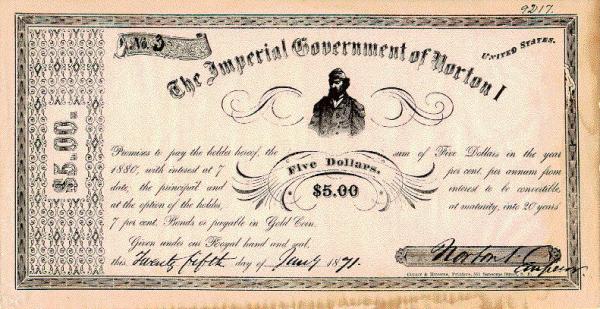 9217.
No. 3
UNITED STATES.
The Imperial Government of Norton I
$5.00.
Promises to pay the holder hereof, the sum of Five Dollars in the year
1880, with interest at 7 per cent. per annum from
date, the principal and interest to be convertible,
at the option of the holder, at maturity, into 20 years'
7 per cent. Bonds or payable in Gold Coin.
Five Dollars.
$5.00
Given under our Royal hand and seal,
this Twenty fifth day of 1871.
Norton I.
Emperor
Printers,